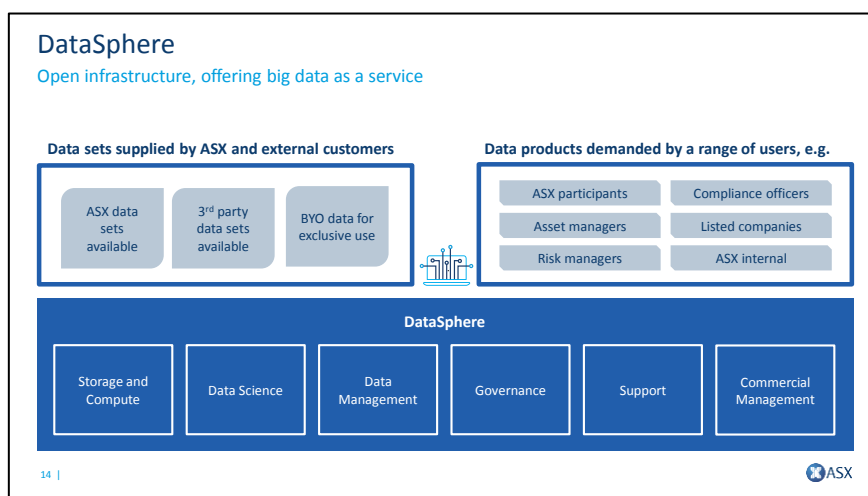 DataSphere
Open infrastructure, offering big data as a service
Data sets supplied by ASX and external customers
ASX data
sets
available
3rd party
data sets
available
BYO data for
exclusive use
Data products demanded by a range of users, e.g.
ASX participants
Compliance officers
Asset managers
Listed companies
Risk managers
ASX internal
DataSphere
Storage and
Compute
Data Science
Data
Management
Governance
Support
Commercial
Management
14 |
ASX